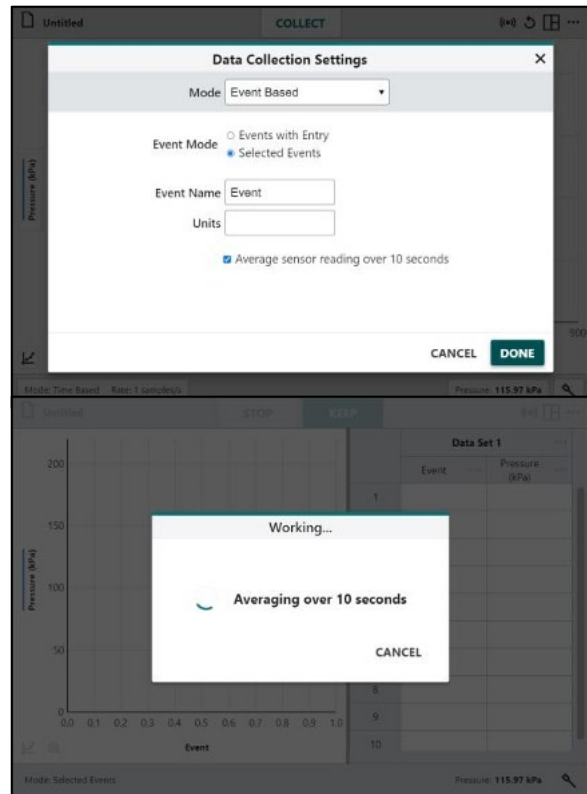 Untitled
COLLECT
Data Collection Settings
Mode Event Based
Event Mode
Events with Entry
Selected Events
Event Name Event
Units
Average sensor reading over 10 seconds
CANCEL DONE
Pressure (kPa)
900
Mode: Time Based Rate: 1 samples/s
Pressure: 115.97 kPa
Untitled
STOP KEEP
Data Set 1
Event
Pressure (kPa)
1
Working...
Averaging over 10 seconds
CANCEL
8
9
10
200
150
100
50
0
Pressure (kPa)
0,0 0,1 0,2 0,3 0,4 0,5 0,6 0,7 0,8 0,9 1,0
Event
Mode: Selected Events
Pressure: 115.97 kPa